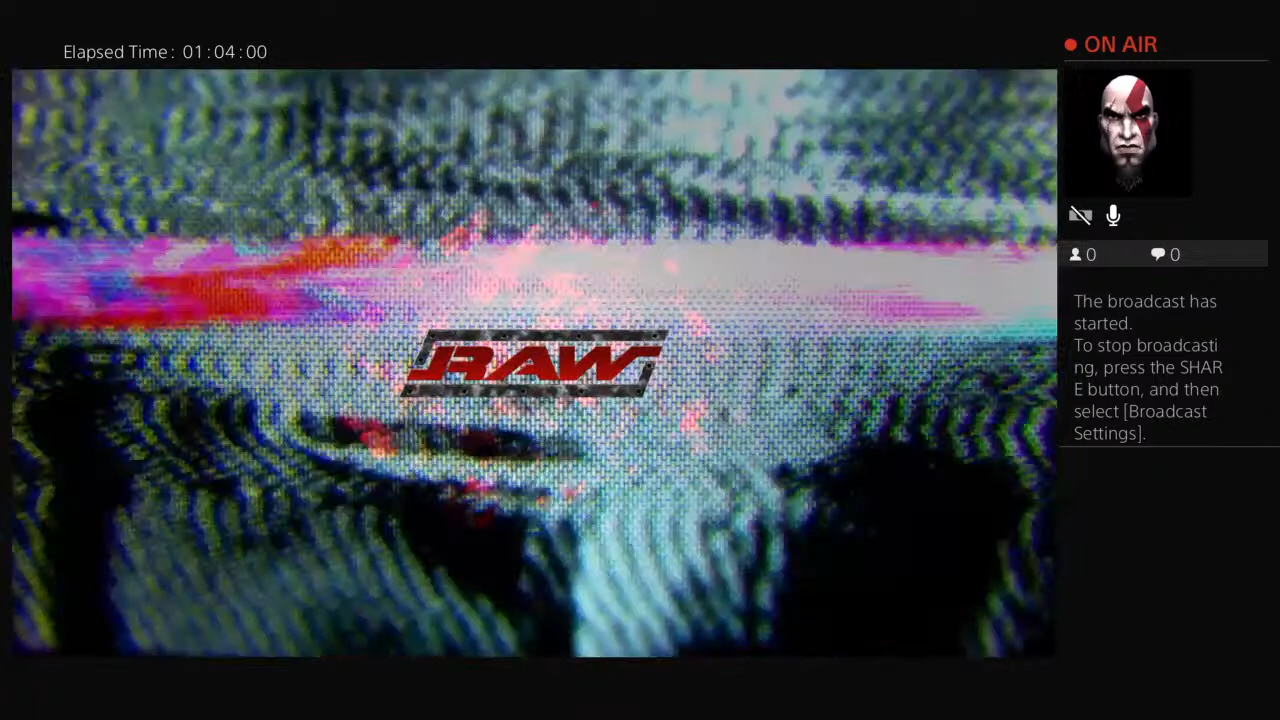 Elapsed Time: 01:04:00
ON AIR
RAW
0
0
The broadcast has
started.
To stop broadcasti
ng, press the SHAR
E button, and then
select [Broadcast
Settings].